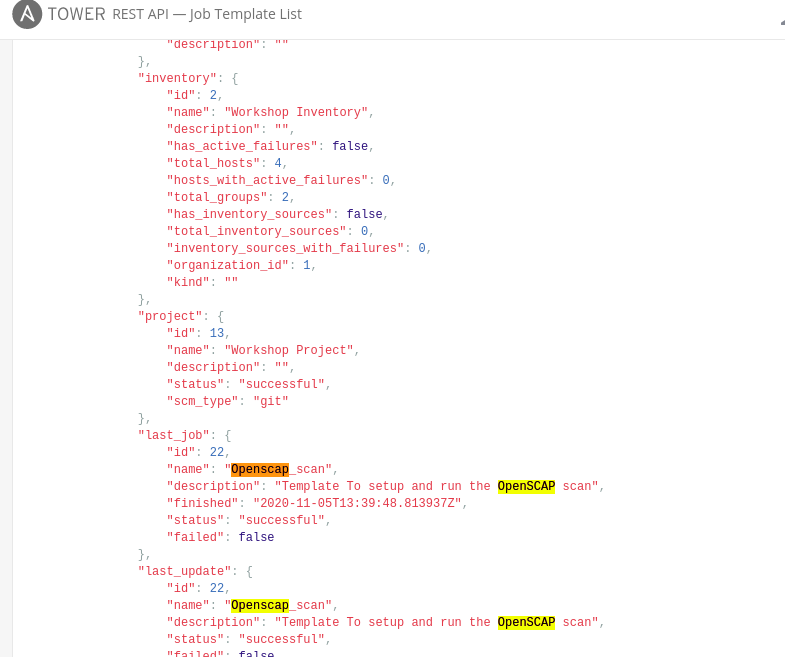 TOWER REST API — Job Template List
"description": ""
},
"inventory": {
"id": 2,
"name": "Workshop Inventory",
"description": "",
"has_active_failures": false,
"total_hosts": 4,
"hosts_with_active_failures": 0,
"total_groups": 2,
"has_inventory_sources": false,
"total_inventory_sources": 0,
"inventory_sources_with_failures": 0,
"organization_id": 1,
"kind": ""
},
"project": {
"id": 13,
"name": "Workshop Project",
"description": "",
"status": "successful",
"scm_type": "git"
},
"last_job": {
"id": 22,
"name": "Openscap_scan",
"description": "Template To setup and run the OpenSCAP scan",
"finished": "2020-11-05T13:39:48.813937Z",
"status": "successful",
"failed": false
},
"last_update": {
"id": 22,
"name": "Openscap_scan",
"description": "Template To setup and run the OpenSCAP scan",
"status": "successful",
"failed": false